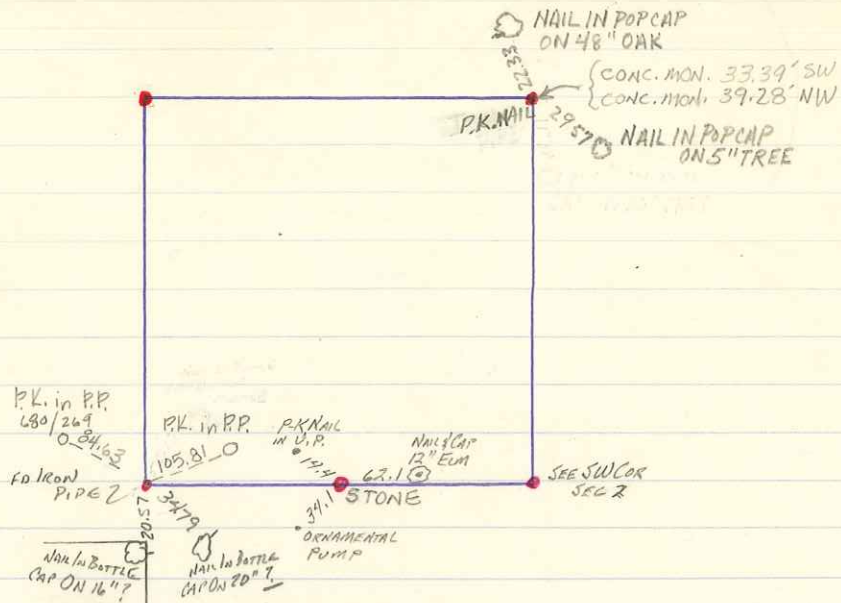 NAIL IN POPCAP
ON 48" OAK
22.33
CONC. MON. 33.39' SW
CONC. MON. 39.28' NW
P.K. NAIL
29.57
NAIL IN POPCAP
ON 5" TREE
P.K. in P.P.
680/269
84.63
P.K. in P.P.
105.81
P.K NAIL
IN U.P.
14.4
NAIL & CAP
12" ELM
62.1
FD IRON
PIPE
STONE
SEE SW COR
SEC 2
20.57
34.79
34.1
ORNAMENTAL
PUMP
NAIL IN BOTTLE
CAP ON 16" ?
NAIL IN BOTTLE
CAP ON 20" ?